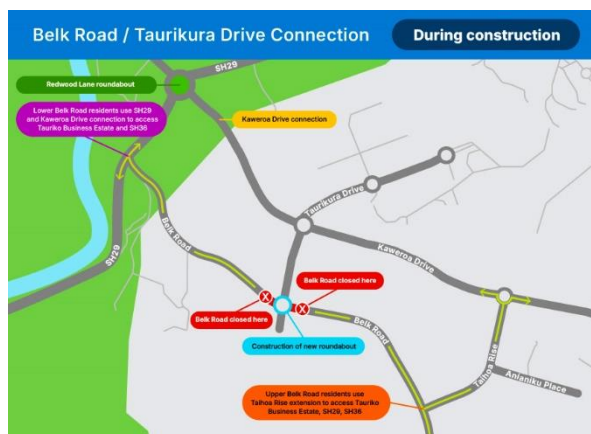 Belk Road / Taurikura Drive Connection
During construction
SH29
Redwood Lane roundabout
Lower Belk Road residents use SH29
and Kaweroa Drive connection to access
Tauriko Business Estate and SH36
Kaweroa Drive connection
Taurikura Drive
Belk Road
SH29
Kaweroa Drive
Belk Road closed here
Belk Road closed here
Belk Road
Construction of new roundabout
Taihoa Rise
Anianiku Place
Upper Belk Road residents use
Taihoa Rise extension to access Tauriko
Business Estate, SH29, SH36